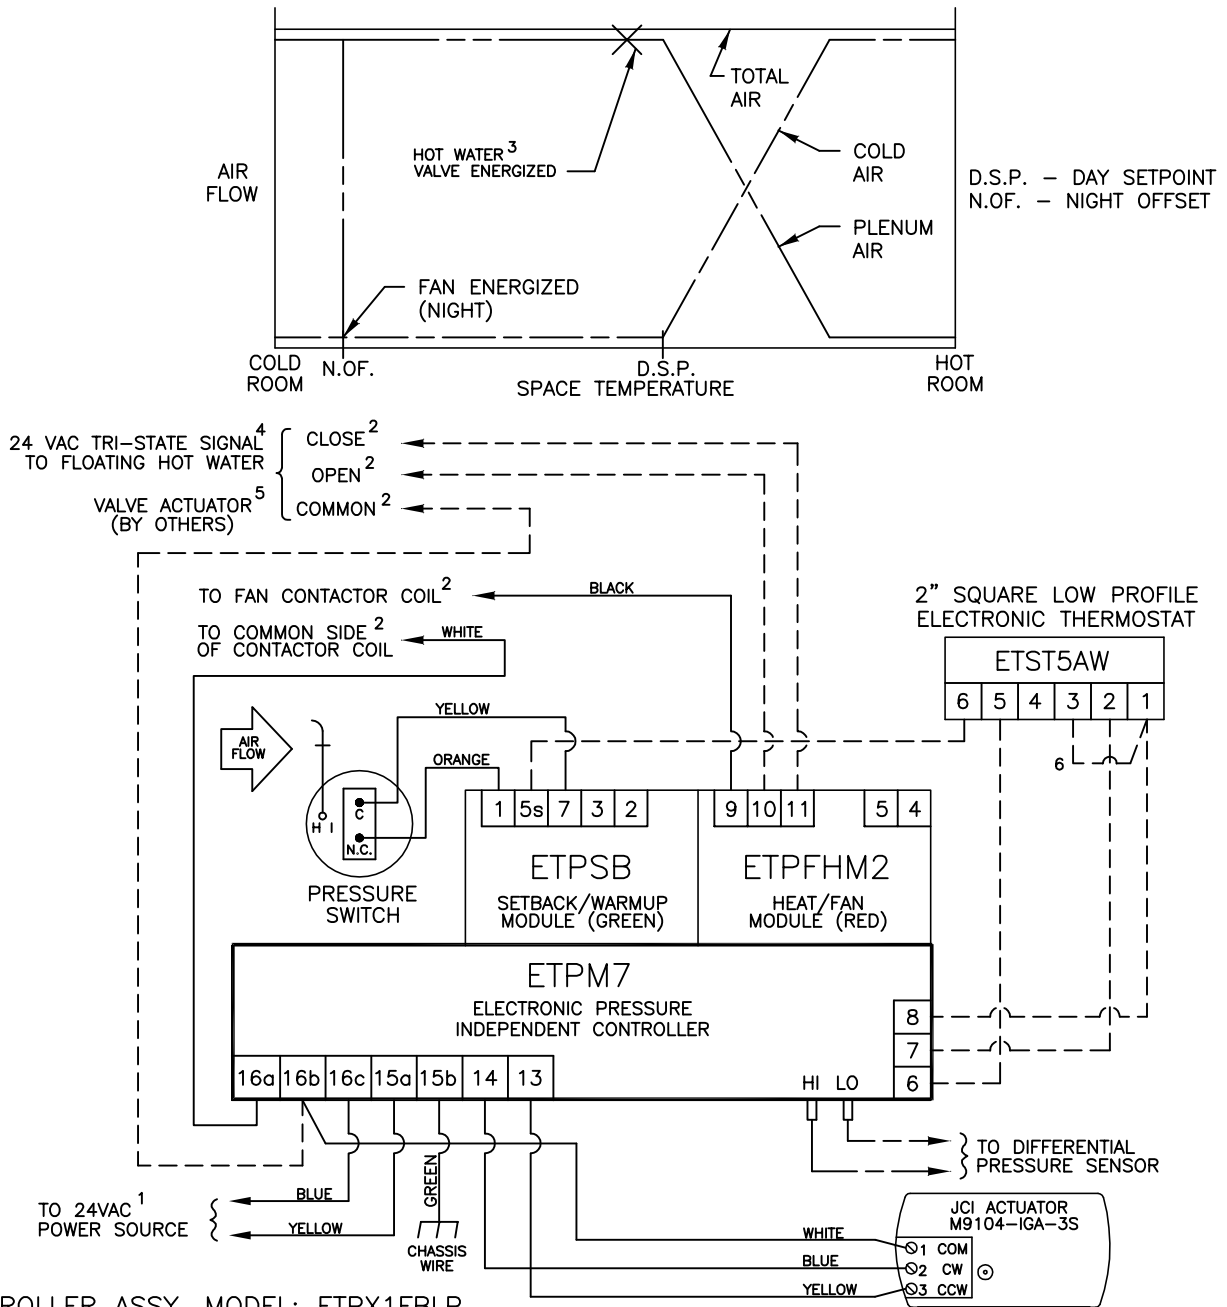 TOTAL
AIR
HOT WATER 3
VALVE ENERGIZED
COLD
AIR
AIR
FLOW
D.S.P. – DAY SETPOINT
N.OF. – NIGHT OFFSET
PLENUM
AIR
FAN ENERGIZED
(NIGHT)
COLD
ROOM
N.OF.
D.S.P.
HOT
ROOM
SPACE TEMPERATURE
24 VAC TRI-STATE SIGNAL 4
TO FLOATING HOT WATER
VALVE ACTUATOR 5
(BY OTHERS)
CLOSE 2
OPEN 2
COMMON 2
TO FAN CONTACTOR COIL 2
BLACK
TO COMMON SIDE 2
OF CONTACTOR COIL
WHITE
2" SQUARE LOW PROFILE
ELECTRONIC THERMOSTAT
ETST5AW
6 5 4 3 2 1
6
YELLOW
AIR
FLOW
ORANGE
H I
C
N.C.
PRESSURE
SWITCH
1 5s 7 3 2
9 10 11 5 4
ETPSB
SETBACK/WARMUP
MODULE (GREEN)
ETPFHM2
HEAT/FAN
MODULE (RED)
ETPM7
ELECTRONIC PRESSURE
INDEPENDENT CONTROLLER
8
7
6
16a 16b 16c 15a 15b 14 13
HI LO
TO DIFFERENTIAL
PRESSURE SENSOR
TO 24VAC 1
POWER SOURCE
BLUE
YELLOW
GREEN
CHASSIS
WIRE
WHITE
BLUE
YELLOW
JCI ACTUATOR
M9104-IGA-3S
1 COM
2 CW
3 CCW
ROLLER ASSY. MODEL: ETPX1FBLP